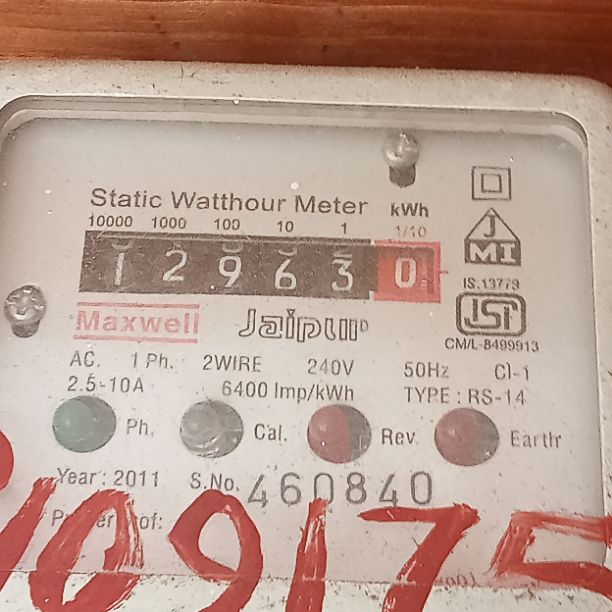 Static Watthour Meter kWh
10000 1000 100 10 1 1/10
1 2 9 6 3 0
JMI
IS.13779
Maxwell Jaipur ISI
CM/L-8499913
AC. 1 Ph. 2WIRE 240V 50Hz Cl-1
2.5-10A 6400 Imp/kWh TYPE : RS-14
Ph. Cal. Rev. Earth
Year : 2011 S.No. 460840
of:
109175